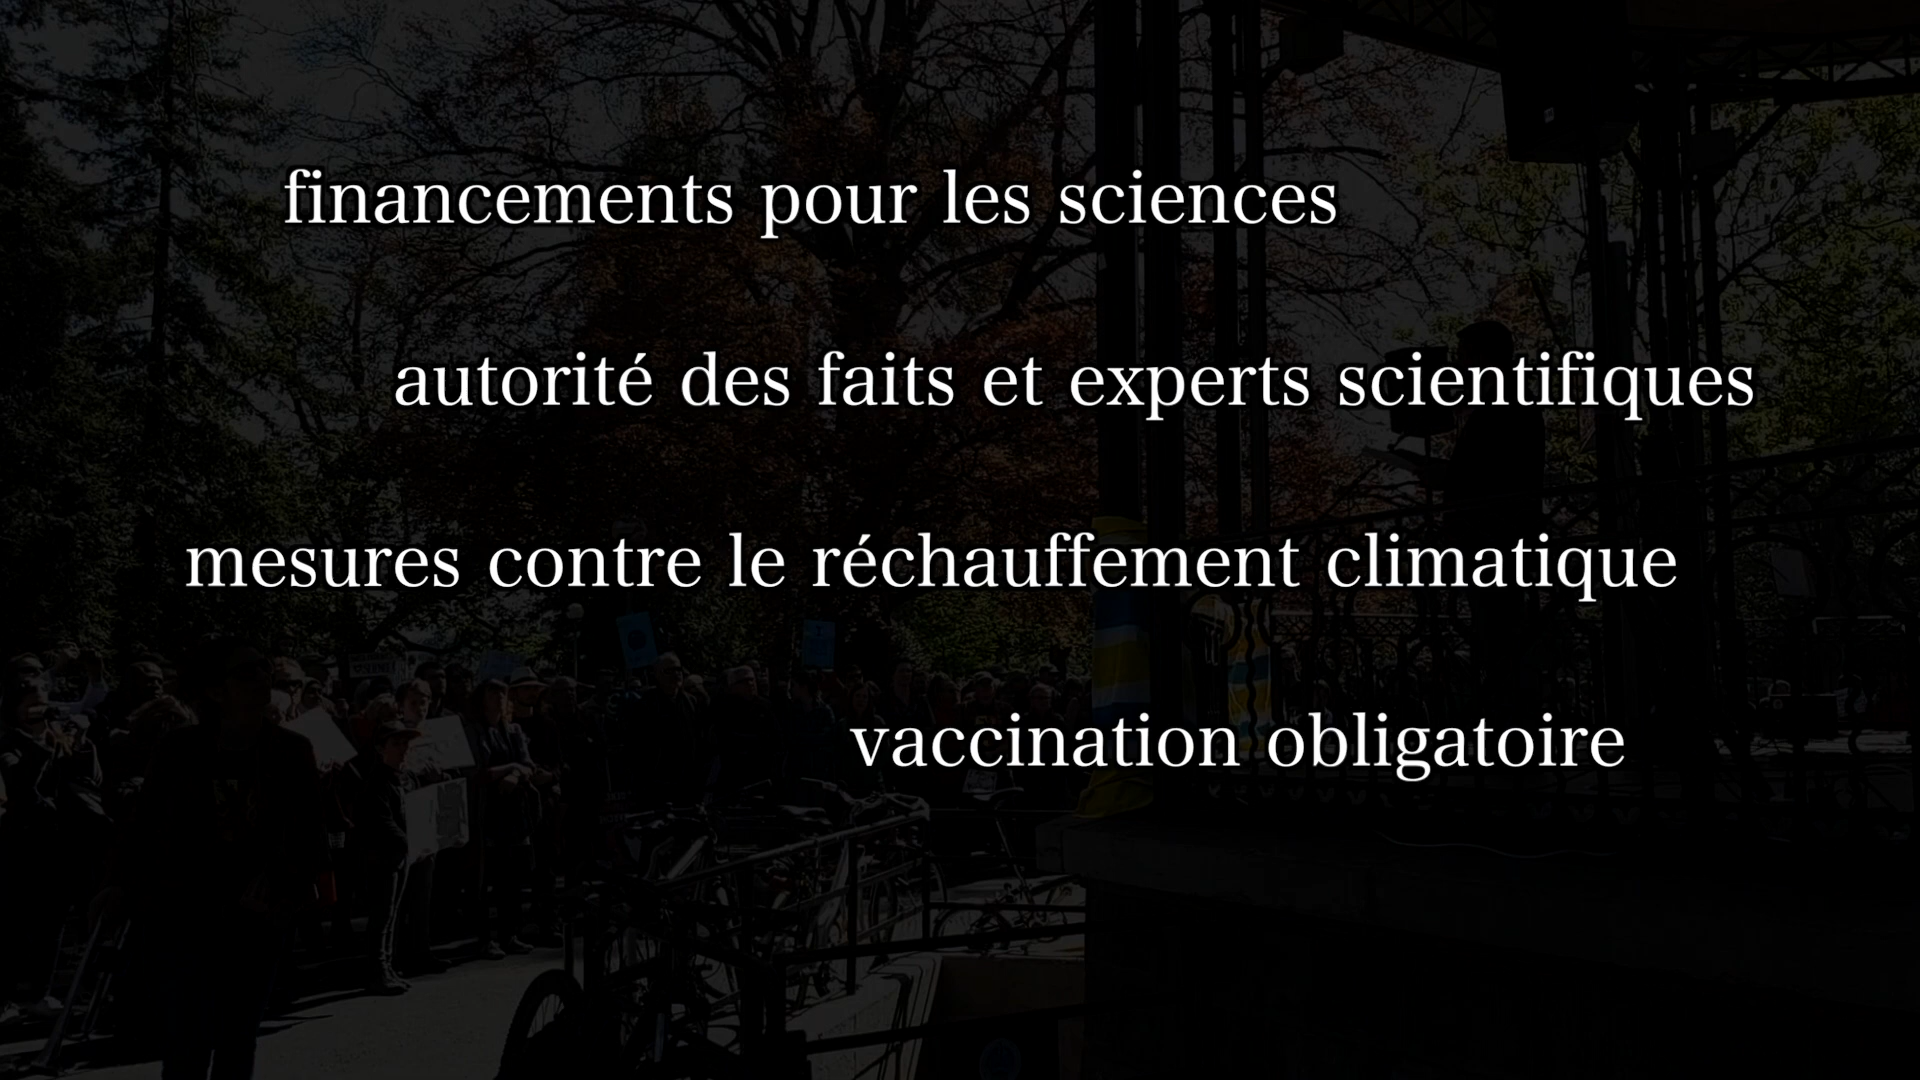 financements pour les sciences
autorité des faits et experts scientifiques
mesures contre le réchauffement climatique
vaccination obligatoire